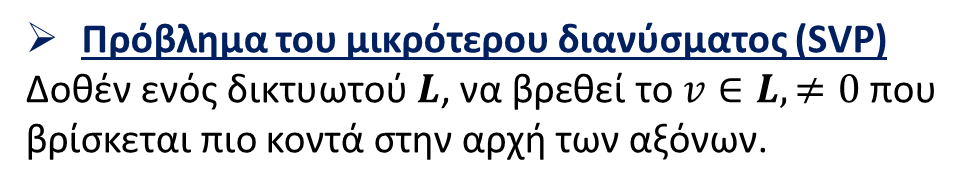 ➢ Πρόβλημα του μικρότερου διανύσματος (SVP)
Δοθέν ενός δικτυωτού L, να βρεθεί το v ∈ L, ≠ 0 που
βρίσκεται πιο κοντά στην αρχή των αξόνων.